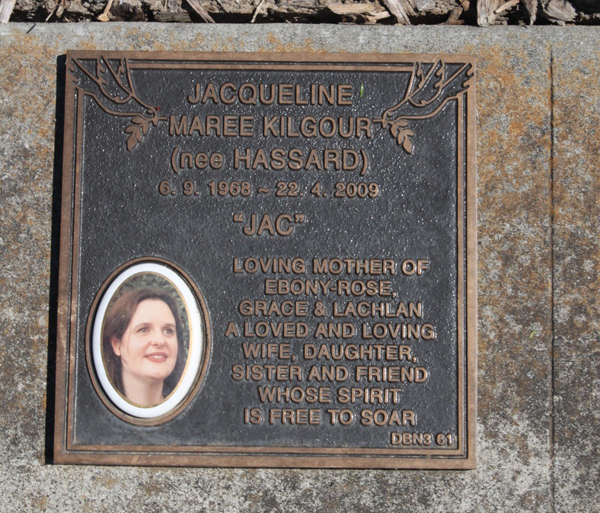 JACQUELINE
MAREE KILGOUR
(nee HASSARD)
6. 9. 1968 ~ 22. 4. 2009
"JAC"
LOVING MOTHER OF
EBONY-ROSE,
GRACE & LACHLAN
A LOVED AND LOVING
WIFE, DAUGHTER,
SISTER AND FRIEND
WHOSE SPIRIT
IS FREE TO SOAR
DBN3 61